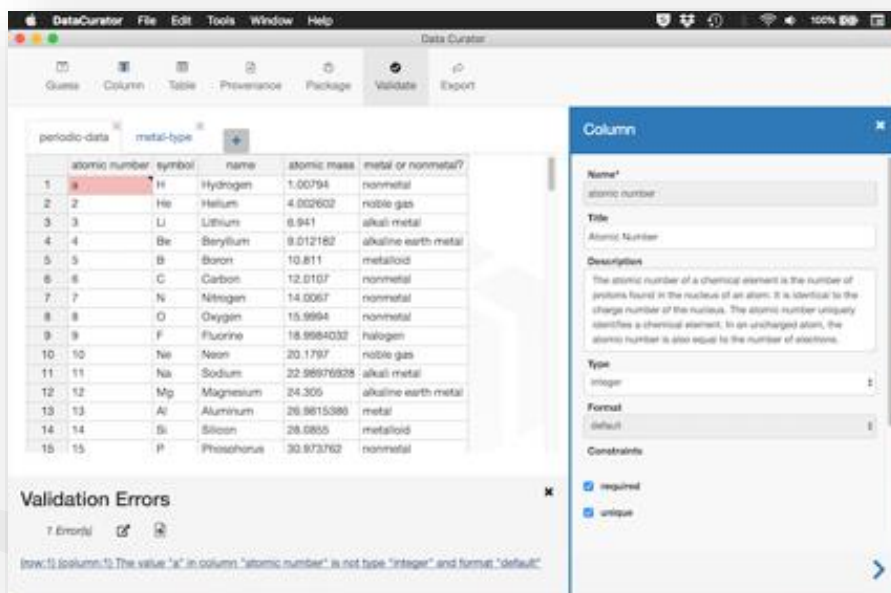 DataCurator File Edit Tools Window Help 100%
Data Curator
Guess Column Table Provenance Package Validate Export
periodic-data metal-type +
atomic number symbol name atomic mass metal or nonmetal?
1 a H Hydrogen 1.00794 nonmetal
2 2 He Helium 4.002602 noble gas
3 3 Li Lithium 6.941 alkali metal
4 4 Be Beryllium 9.012182 alkaline earth metal
5 5 B Boron 10.811 metalloid
6 6 C Carbon 12.0107 nonmetal
7 7 N Nitrogen 14.0067 nonmetal
8 8 O Oxygen 15.9994 nonmetal
9 9 F Fluorine 18.9984032 halogen
10 10 Ne Neon 20.1797 noble gas
11 11 Na Sodium 22.98976928 alkali metal
12 12 Mg Magnesium 24.305 alkaline earth metal
13 13 Al Aluminum 26.9815386 metal
14 14 Si Silicon 28.0855 metalloid
15 15 P Phosphorus 30.973762 nonmetal
Validation Errors
1 Error(s)
(row:1) (column:1) The value "a" in column "atomic number" is not type "integer" and format "default"
Column
Name*
atomic number
Title
Atomic Number
Description
The atomic number of a chemical element is the number of
protons found in the nucleus of an atom. It is identical to the
charge number of the nucleus. The atomic number uniquely
identifies a chemical element. In an uncharged atom, the
atomic number is also equal to the number of electrons.
Type
integer
Format
default
Constraints
required
unique